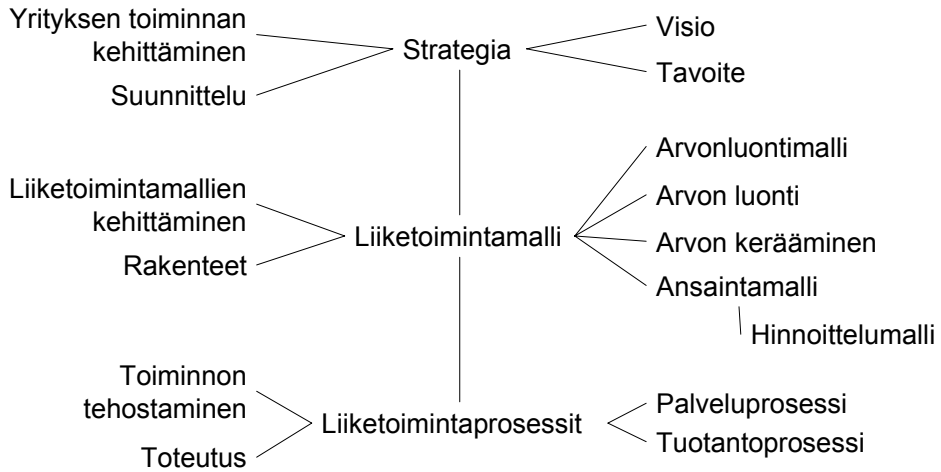 Yrityksen toiminnan
kehittäminen
Suunnittelu
Strategia
Visio
Tavoite
Liiketoimintamallien
kehittäminen
Rakenteet
Liiketoimintamalli
Arvonluontimalli
Arvon luonti
Arvon kerääminen
Ansaintamalli
Hinnoittelumalli
Toiminnon
tehostaminen
Toteutus
Liiketoimintaprosessit
Palveluprosessi
Tuotantoprosessi